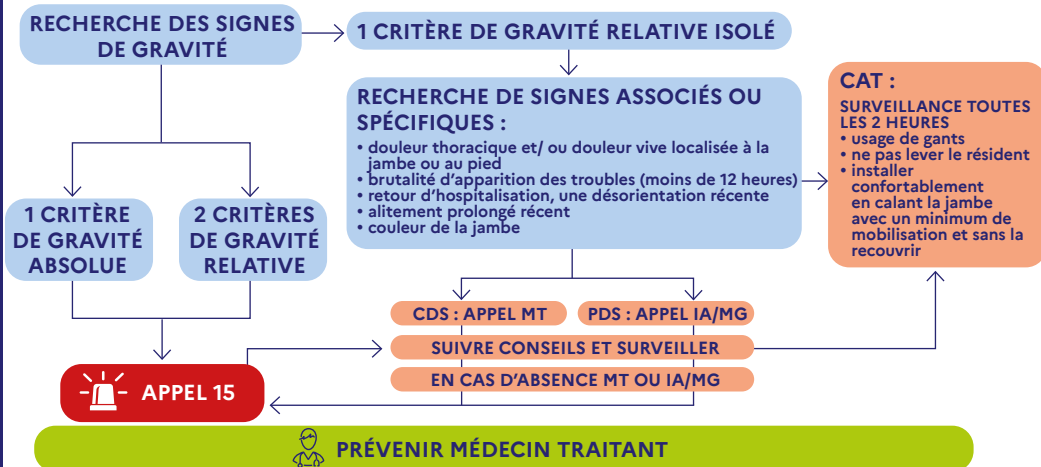 RECHERCHE DES SIGNES
DE GRAVITÉ
1 CRITÈRE DE GRAVITÉ RELATIVE ISOLÉ
RECHERCHE DE SIGNES ASSOCIÉS OU
SPÉCIFIQUES :
• douleur thoracique et/ ou douleur vive localisée à la
jambe ou au pied
• brutalité d'apparition des troubles (moins de 12 heures)
• retour d'hospitalisation, une désorientation récente
• alitement prolongé récent
• couleur de la jambe
CAT :
SURVEILLANCE TOUTES
LES 2 HEURES
• usage de gants
• ne pas lever le résident
• installer
confortablement
en calant la jambe
avec un minimum de
mobilisation et sans la
recouvrir
1 CRITÈRE
DE GRAVITÉ
ABSOLUE
2 CRITÈRES
DE GRAVITÉ
RELATIVE
CDS : APPEL MT
PDS : APPEL IA/MG
SUIVRE CONSEILS ET SURVEILLER
EN CAS D'ABSENCE MT OU IA/MG
APPEL 15
PRÉVENIR MÉDECIN TRAITANT